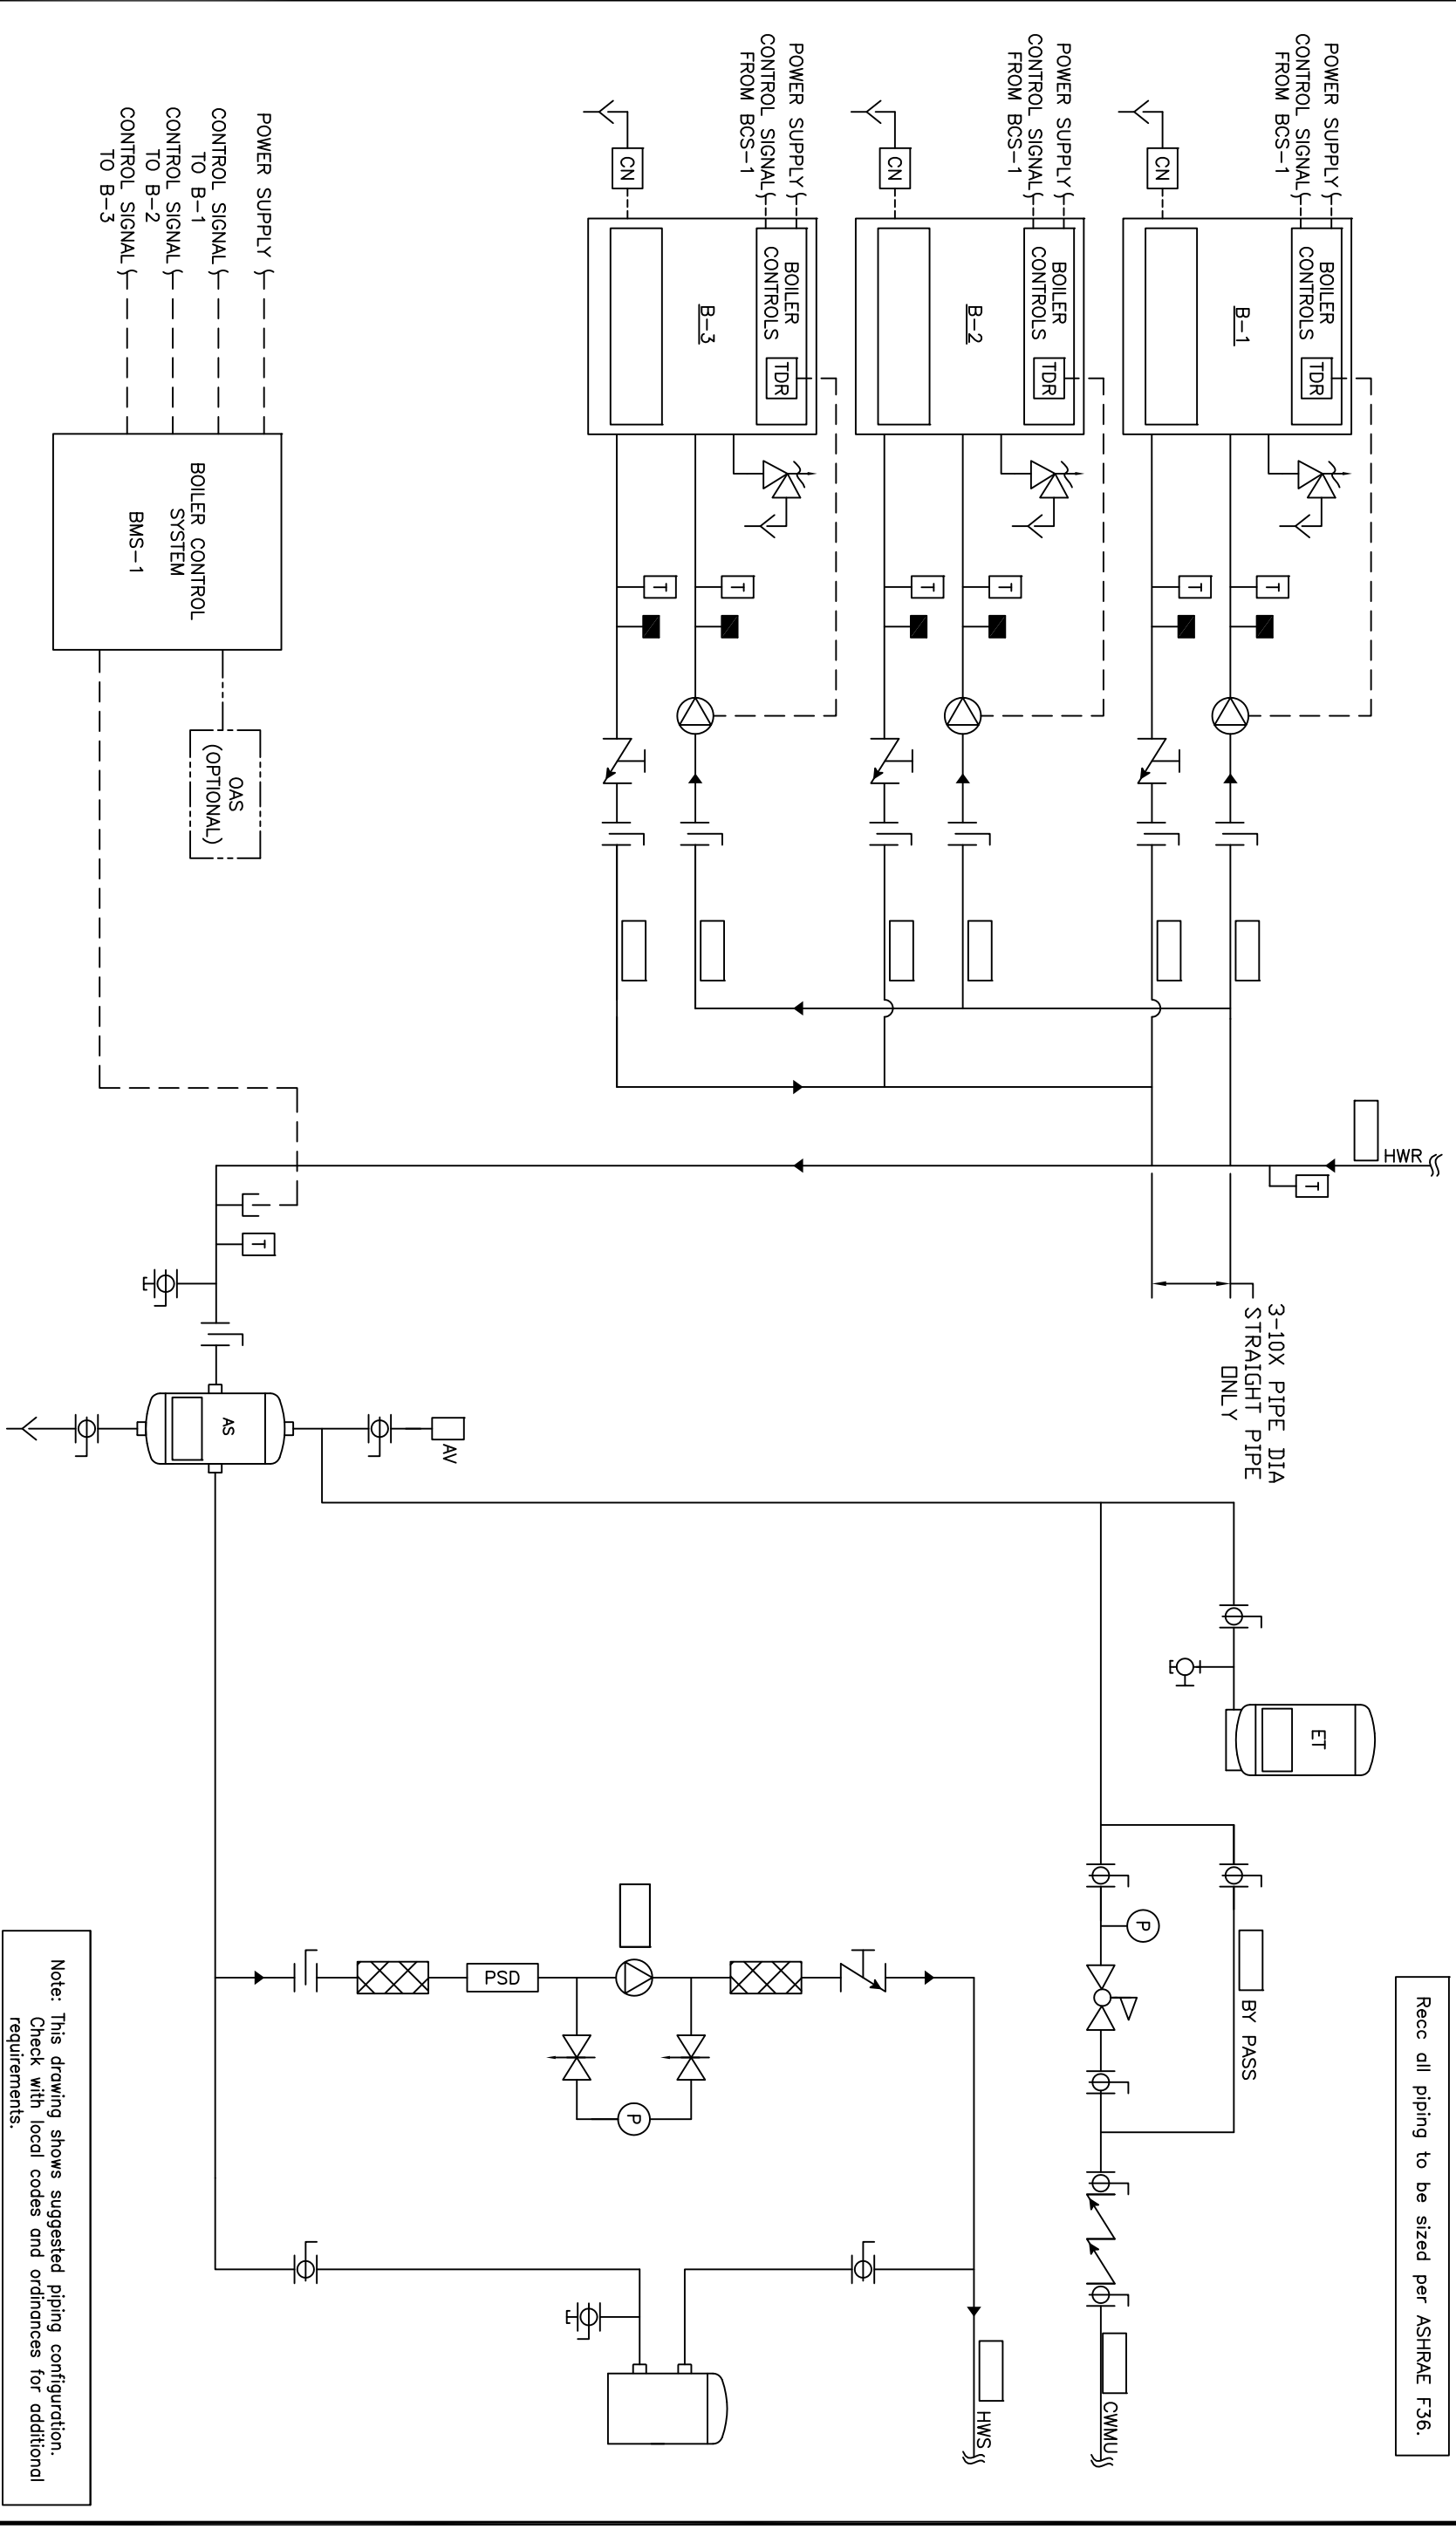 POWER SUPPLY
CONTROL SIGNAL
FROM BCS-1
BOILER
CONTROLS
TDR
B-1
CN
POWER SUPPLY
CONTROL SIGNAL
FROM BCS-1
BOILER
CONTROLS
TDR
B-2
CN
POWER SUPPLY
CONTROL SIGNAL
FROM BCS-1
BOILER
CONTROLS
TDR
B-3
CN
T
T
T
T
T
T
POWER SUPPLY
CONTROL SIGNAL
TO B-1
CONTROL SIGNAL
TO B-2
CONTROL SIGNAL
TO B-3
BOILER CONTROL
SYSTEM
BMS-1
OAS
(OPTIONAL)
HWR
T
3-10X PIPE DIA
STRAIGHT PIPE
ONLY
T
AS
AV
ET
P
BY PASS
PSD
P
HWS
CWMU
Recc all piping to be sized per ASHRAE F36.
Note: This drawing shows suggested piping configuration.
Check with local codes and ordinances for additional
requirements.